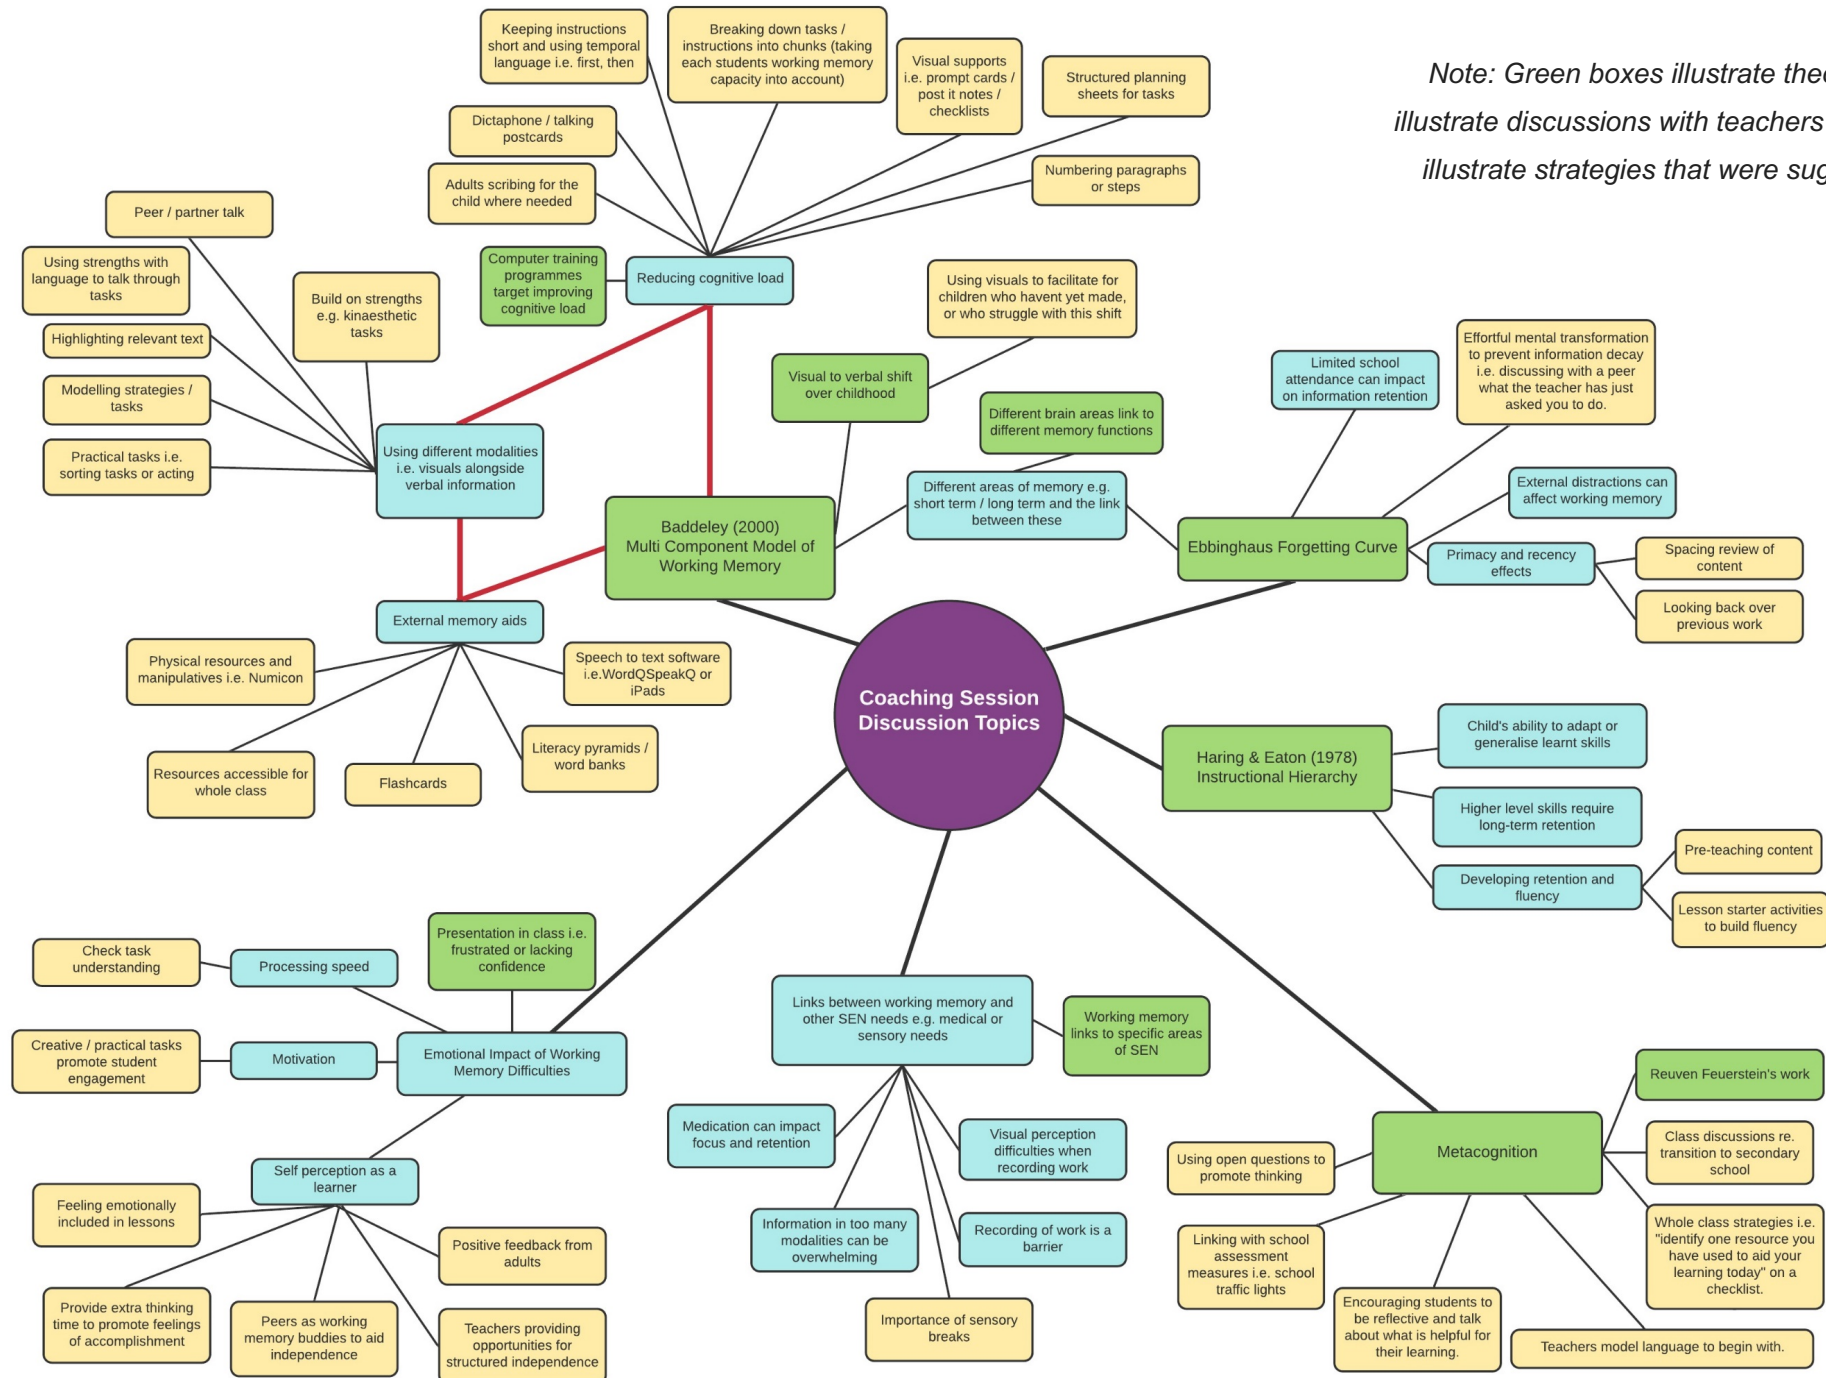 Note: Green boxes illustrate
illustrate discussions with teachers
illustrate strategies that were
Keeping instructions
short and using temporal
language i.e. first, then
Breaking down tasks /
instructions into chunks (taking
each students working memory
capacity into account)
Visual supports
i.e. prompt cards /
post it notes /
checklists
Structured planning
sheets for tasks
Dictaphone / talking
postcards
Numbering paragraphs
or steps
Adults scribing for the
child where needed
Computer training
programmes
target improving
cognitive load
Reducing cognitive load
Peer / partner talk
Using strengths with
language to talk through
tasks
Build on strengths
e.g. kinaesthetic
tasks
Highlighting relevant text
Modelling strategies /
tasks
Practical tasks i.e.
sorting tasks or acting
Using different modalities
i.e. visuals alongside
verbal information
Using visuals to facilitate for
children who havent yet made,
or who struggle with this shift
Visual to verbal shift
over childhood
Different brain areas link to
different memory functions
Different areas of memory e.g.
short term / long term and the link
between these
Baddeley (2000)
Multi Component Model of
Working Memory
Limited school
attendance can impact
on information retention
Effortful mental transformation
to prevent information decay
i.e. discussing with a peer
what the teacher has just
asked you to do.
External distractions can
affect working memory
Ebbinghaus Forgetting Curve
Primacy and recency
effects
Spacing review of
content
Looking back over
previous work
External memory aids
Physical resources and
manipulatives i.e. Numicon
Speech to text software
i.e.WordQSpeakQ or
iPads
Resources accessible for
whole class
Flashcards
Literacy pyramids /
word banks
Coaching Session
Discussion Topics
Haring & Eaton (1978)
Instructional Hierarchy
Child's ability to adapt or
generalise learnt skills
Higher level skills require
long-term retention
Developing retention and
fluency
Pre-teaching content
Lesson starter activities
to build fluency
Check task
understanding
Processing speed
Presentation in class i.e.
frustrated or lacking
confidence
Creative / practical tasks
promote student
engagement
Motivation
Emotional Impact of Working
Memory Difficulties
Self perception as a
learner
Feeling emotionally
included in lessons
Positive feedback from
adults
Provide extra thinking
time to promote feelings
of accomplishment
Peers as working
memory buddies to aid
independence
Teachers providing
opportunities for
structured independence
Links between working memory and
other SEN needs e.g. medical or
sensory needs
Working memory
links to specific areas
of SEN
Medication can impact
focus and retention
Visual perception
difficulties when
recording work
Information in too many
modalities can be
overwhelming
Recording of work is a
barrier
Importance of sensory
breaks
Metacognition
Reuven Feuerstein's work
Class discussions re.
transition to secondary
school
Using open questions to
promote thinking
Whole class strategies i.e.
"identify one resource you
have used to aid your
learning today" on a
checklist.
Linking with school
assessment
measures i.e. school
traffic lights
Encouraging students to
be reflective and talk
about what is helpful for
their learning.
Teachers model language to begin with.